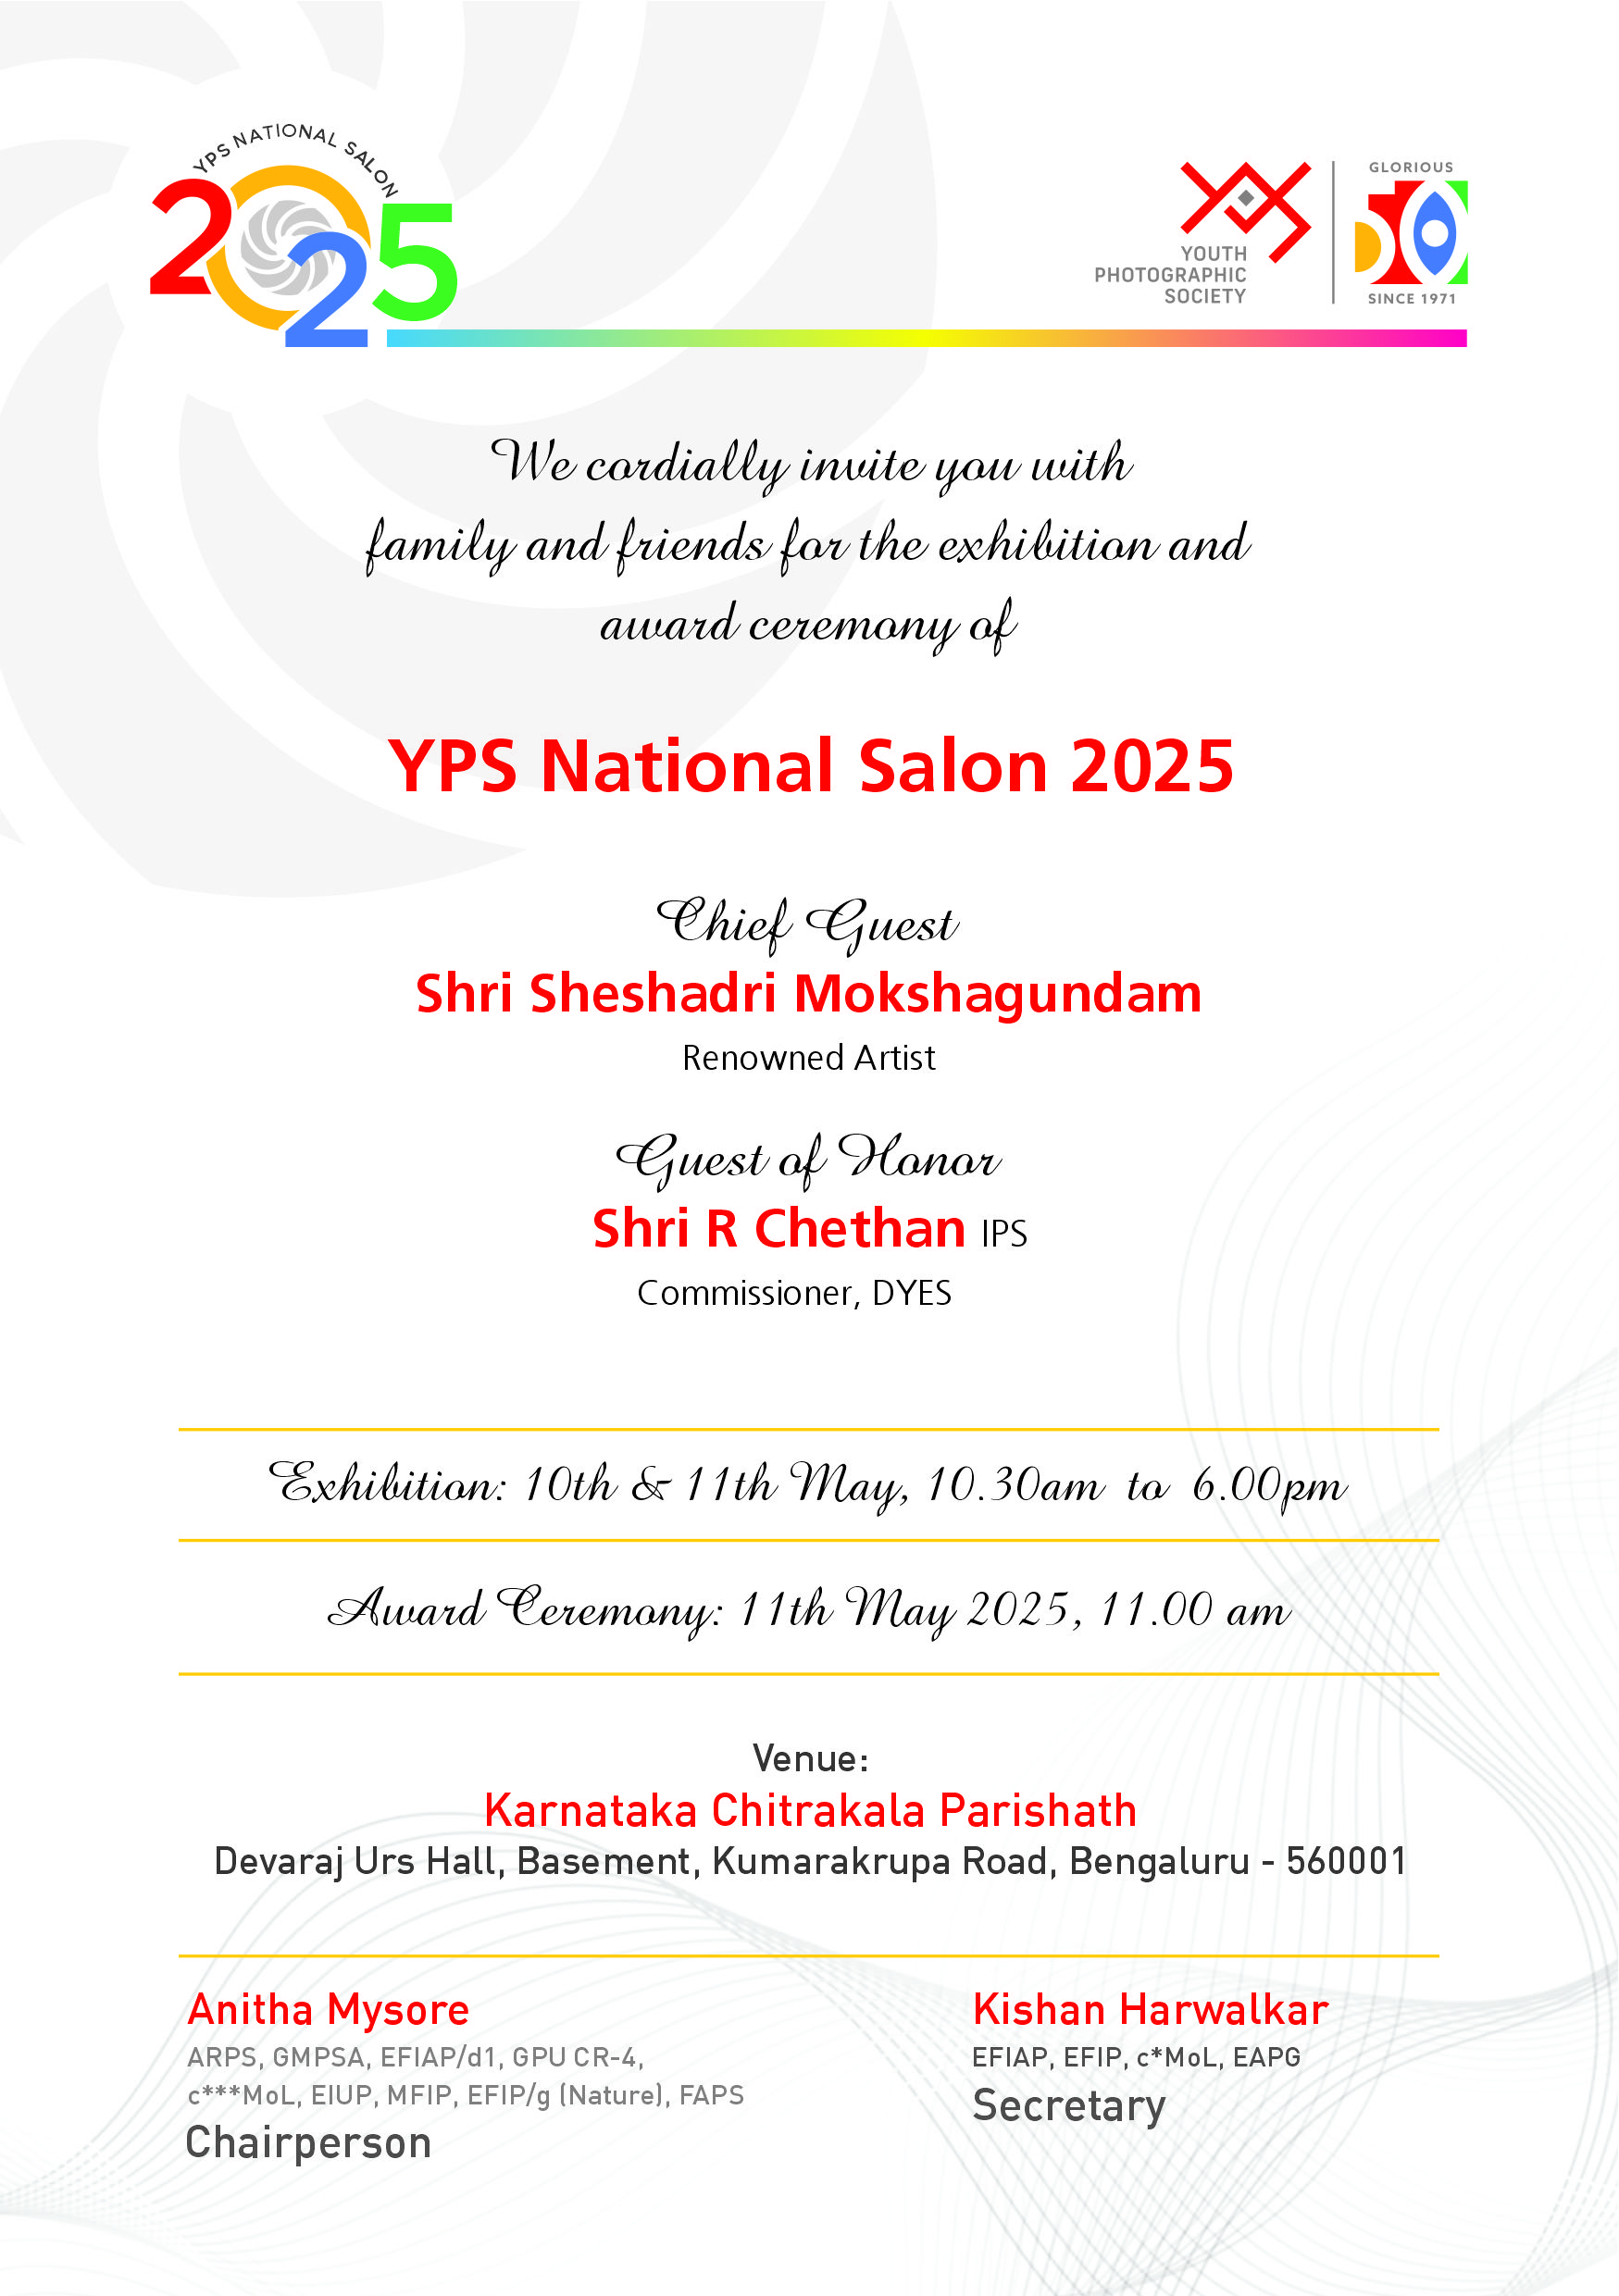 YPS NATIONAL SALON
2025
YOUTH
PHOTOGRAPHIC
SOCIETY
GLORIOUS
50
SINCE 1971
We cordially invite you with
family and friends for the exhibition and
award ceremony of
YPS National Salon 2025
Chief Guest
Shri Sheshadri Mokshagundam
Renowned Artist
Guest of Honor
Shri R Chethan IPS
Commissioner, DYES
Exhibition: 10th & 11th May, 10.30am to 6.00pm
Award Ceremony: 11th May 2025, 11.00 am
Venue:
Karnataka Chitrakala Parishath
Devaraj Urs Hall, Basement, Kumarakrupa Road, Bengaluru - 560001
Anitha Mysore
ARPS, GMPSA, EFIAP/d1, GPU CR-4,
c***MoL, EIUP, MFIP, EFIP/g (Nature), FAPS
Chairperson
Kishan Harwalkar
EFIAP, EFIP, c*MoL, EAPG
Secretary